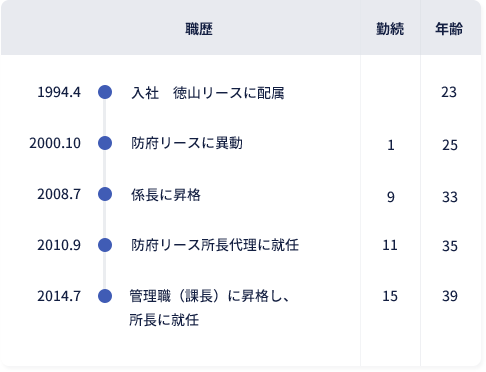 職歴 勤続 年齢
1994.4 入社　徳山リースに配属 23
2000.10 防府リースに異動 1 25
2008.7 係長に昇格 9 33
2010.9 防府リース所長代理に就任 11 35
2014.7 管理職（課長）に昇格し、 15 39
所長に就任